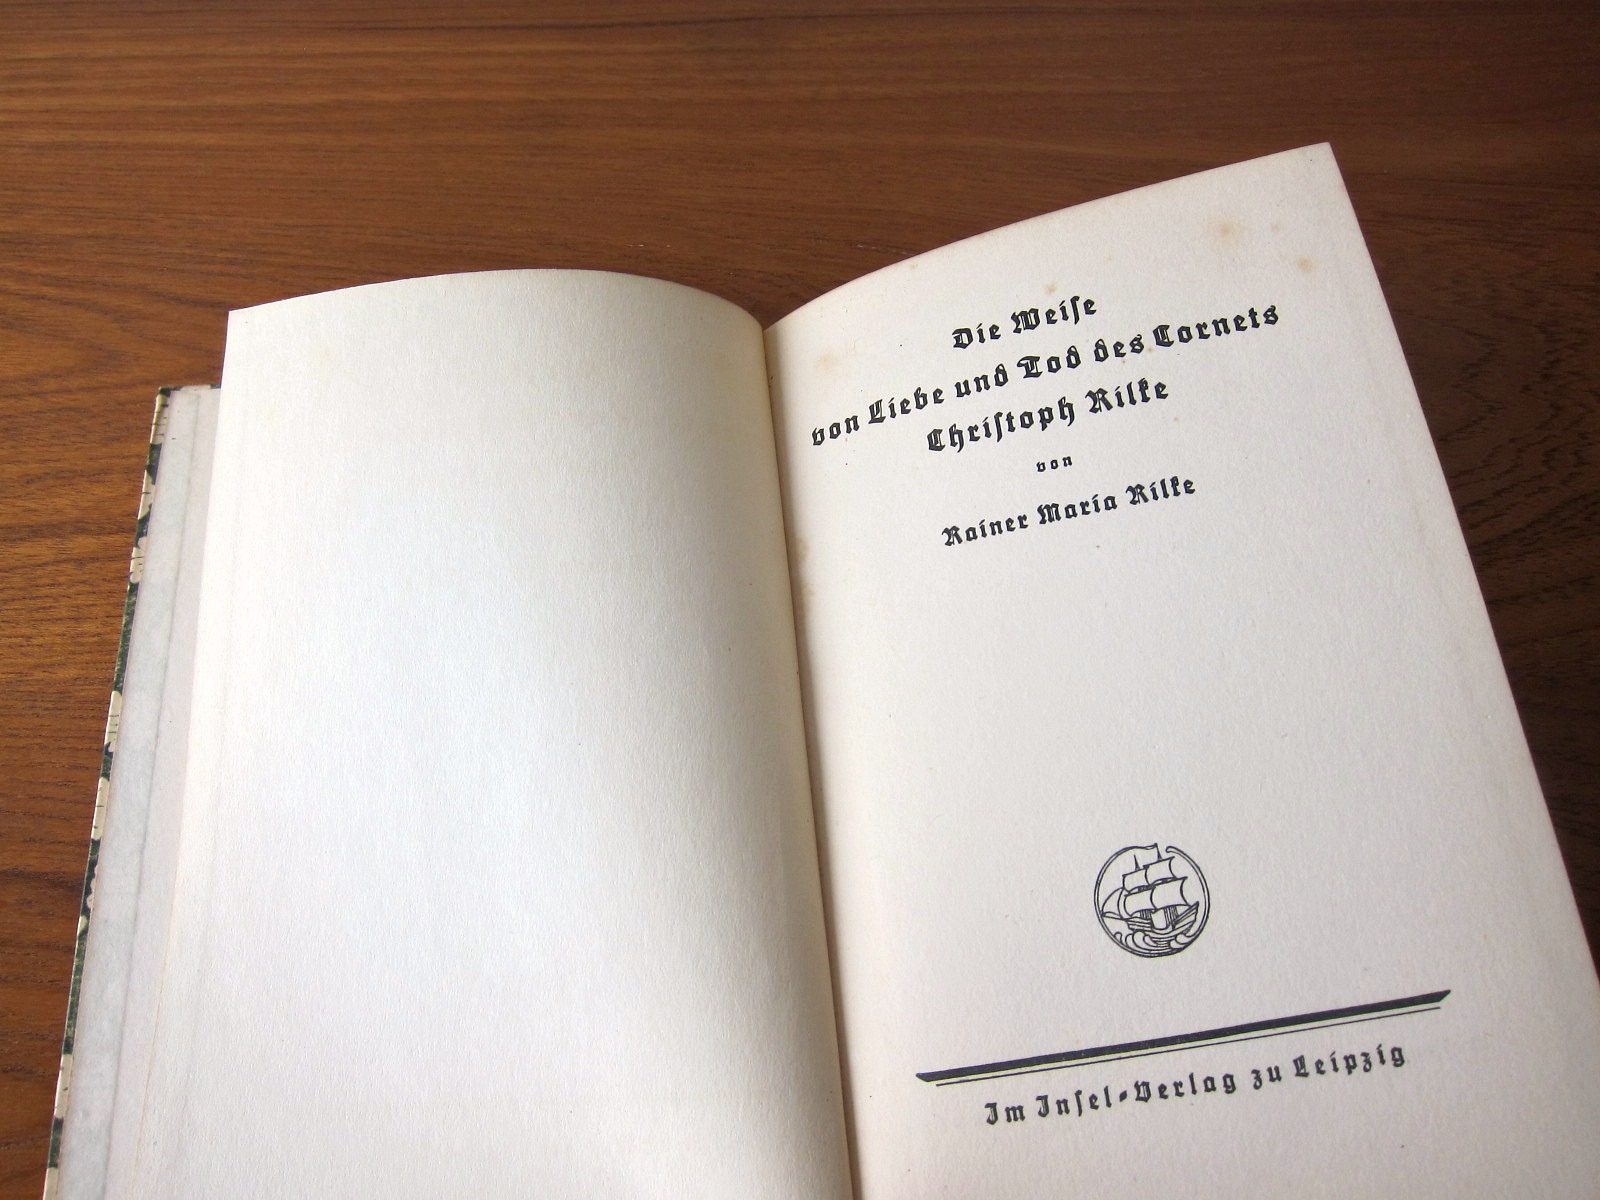 Die Weiſe
von Liebe und Tod des Cornets
Chriſtoph Rilke
von
Rainer Maria Rilke
Im Inſel-Verlag zu Leipzig